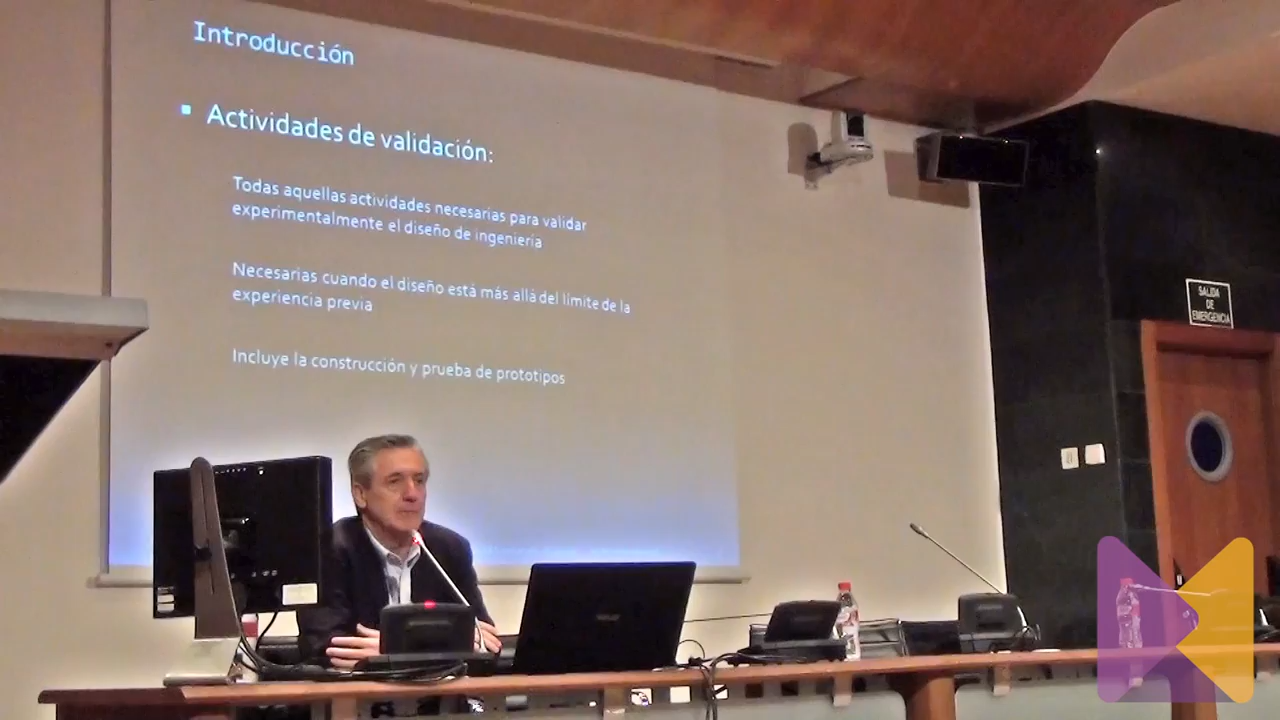 Introducción
▪ Actividades de validación:
Todas aquellas actividades necesarias para validar
experimentalmente el diseño de ingeniería
Necesarias cuando el diseño está más allá del límite de la
experiencia previa
Incluye la construcción y prueba de prototipos
SALIDA
DE
EMERGENCIA